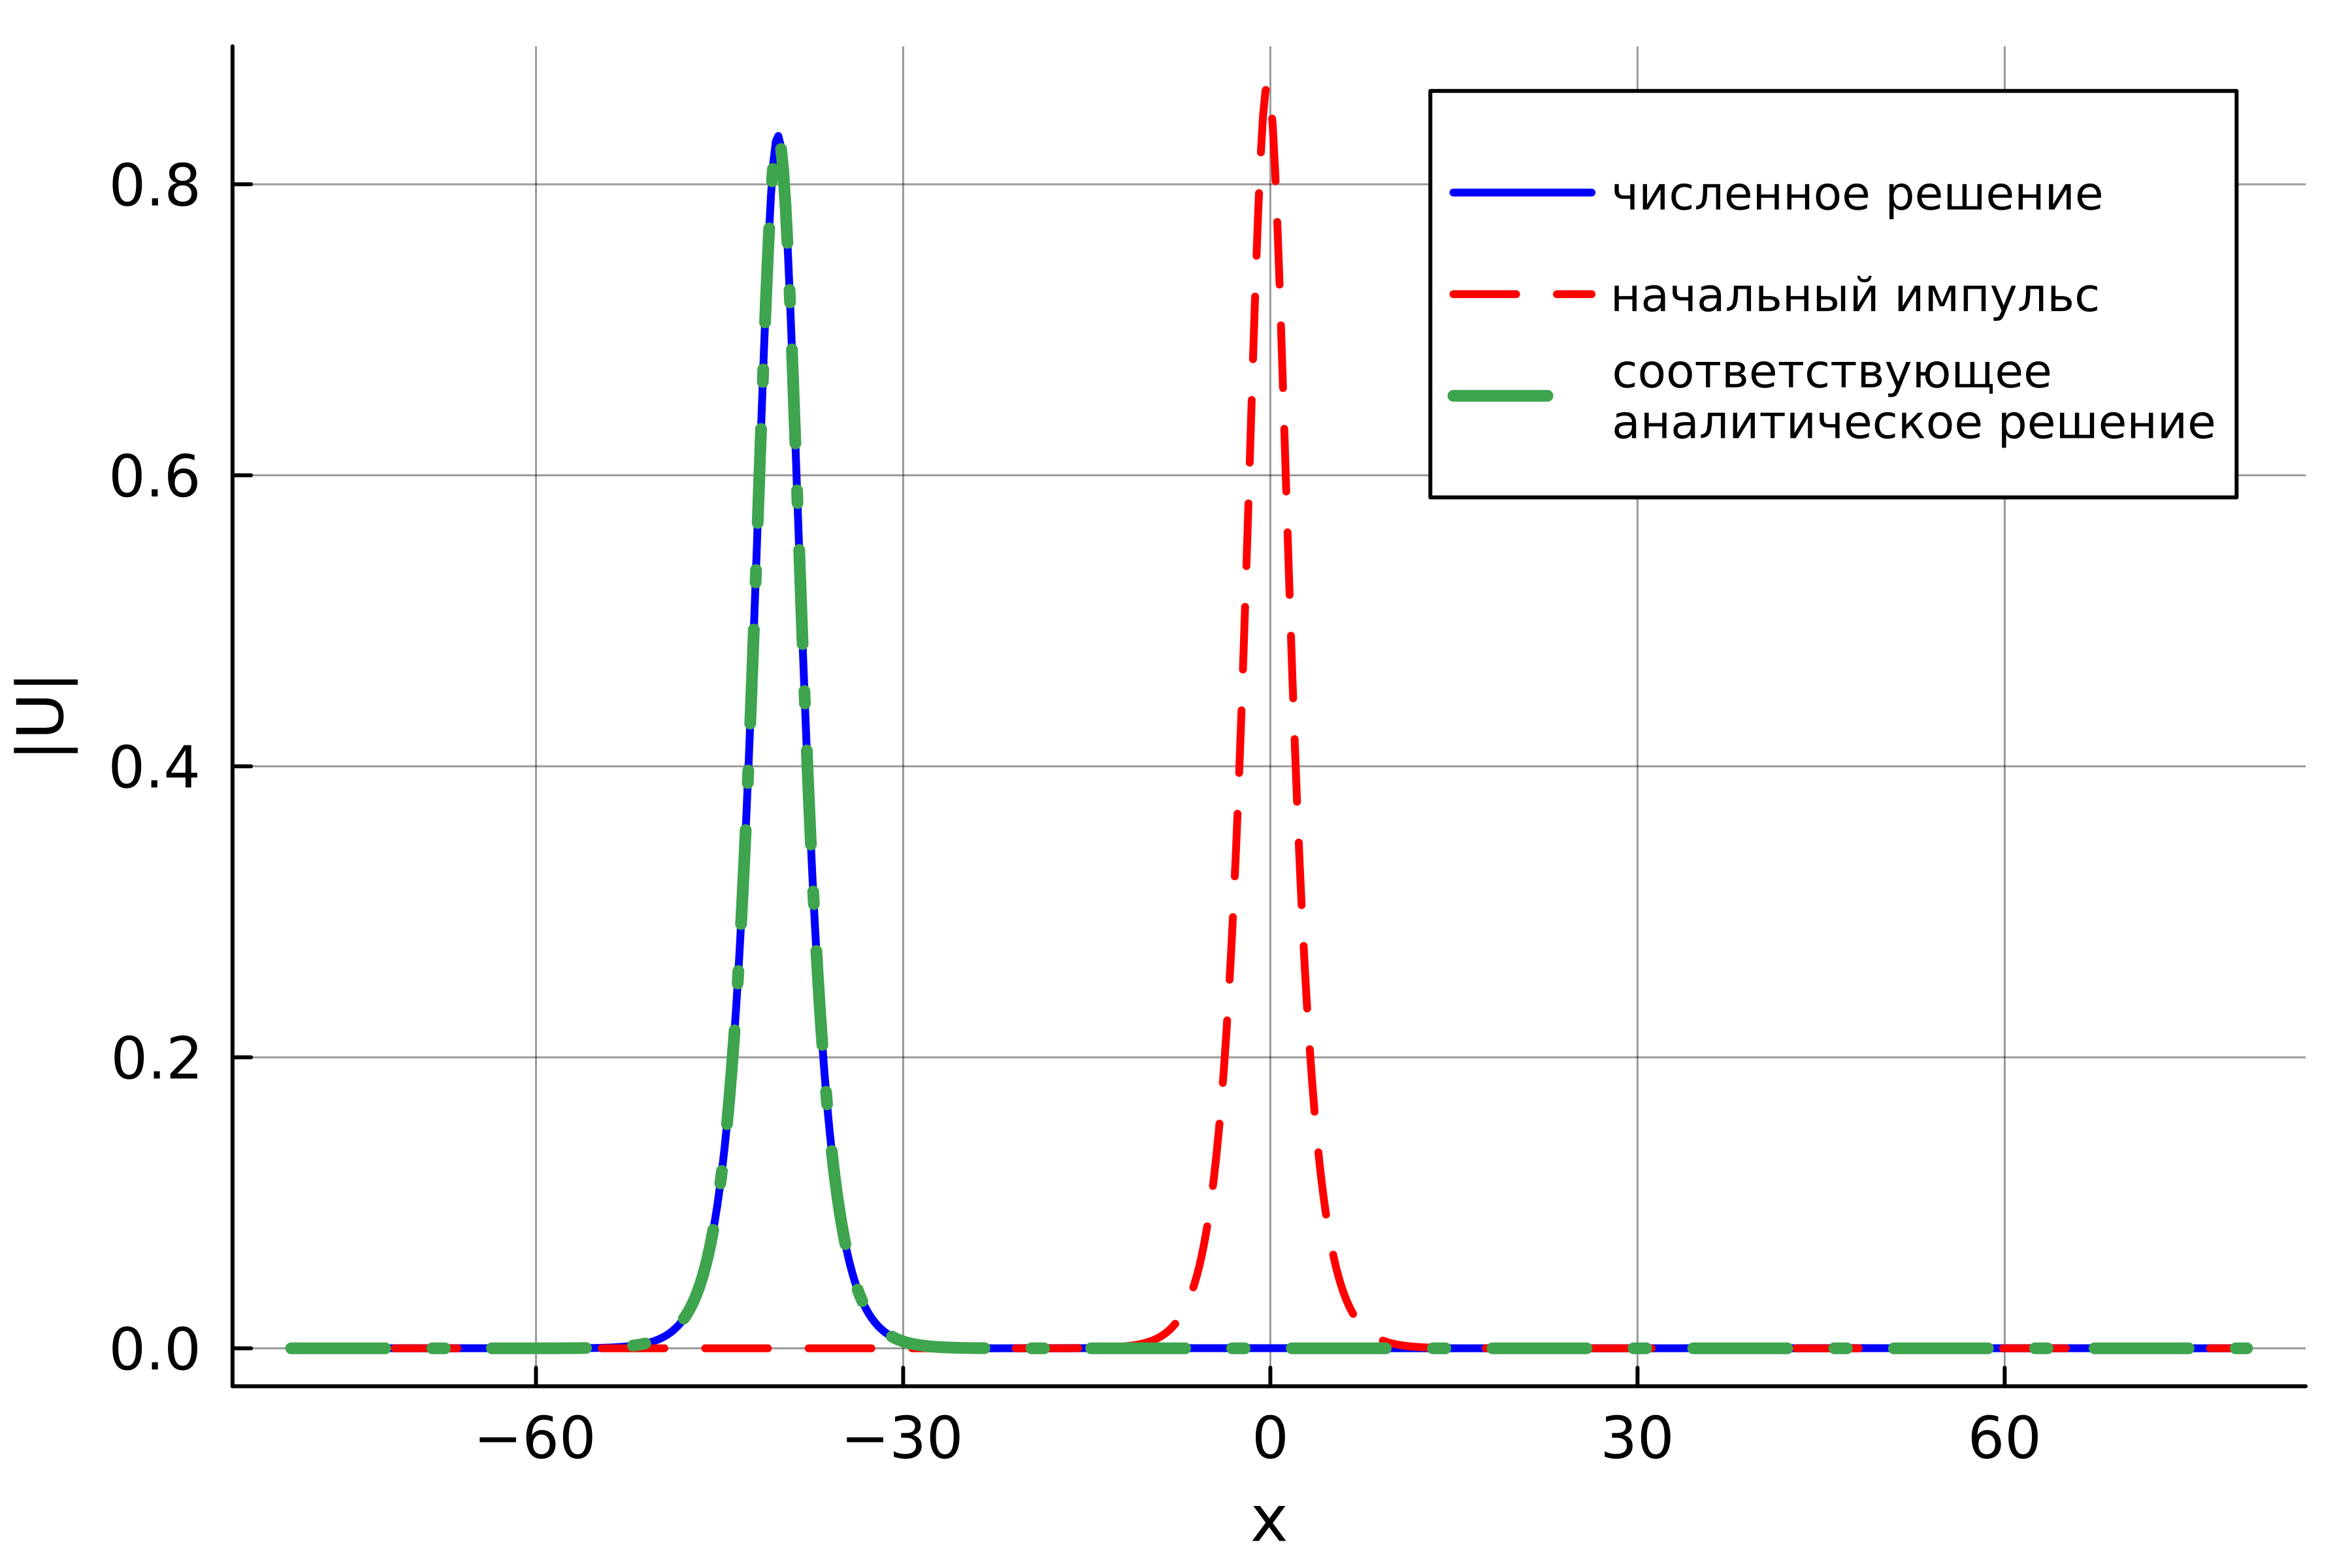 численное решение
начальный импульс
соответствующее
аналитическое решение
|U|
0.8
0.6
0.4
0.2
0.0
−60
−30
0
30
60
x